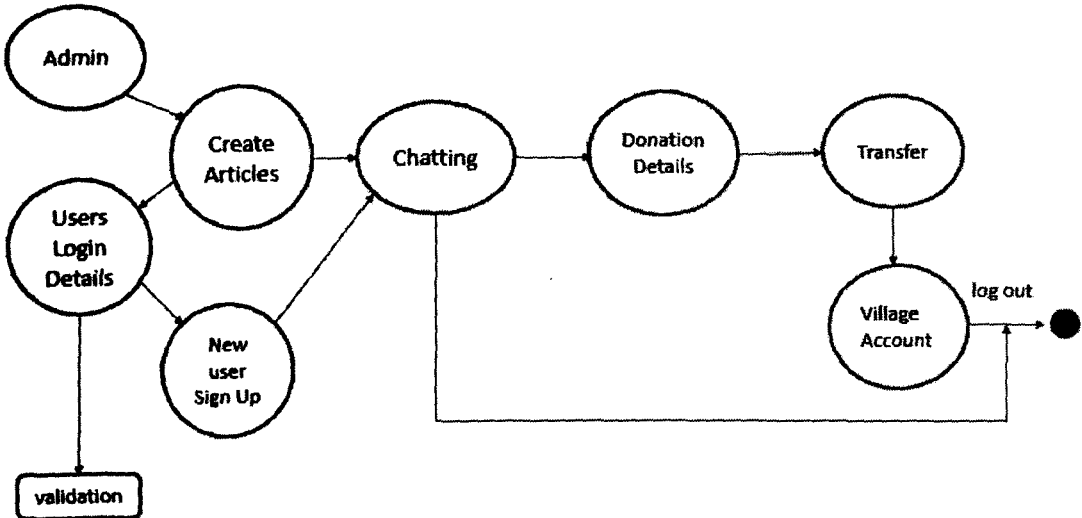 Admin
Create
Articles
Chatting
Donation
Details
Transfer
Users
Login
Details
New
user
Sign Up
Village
Account
log out
validation